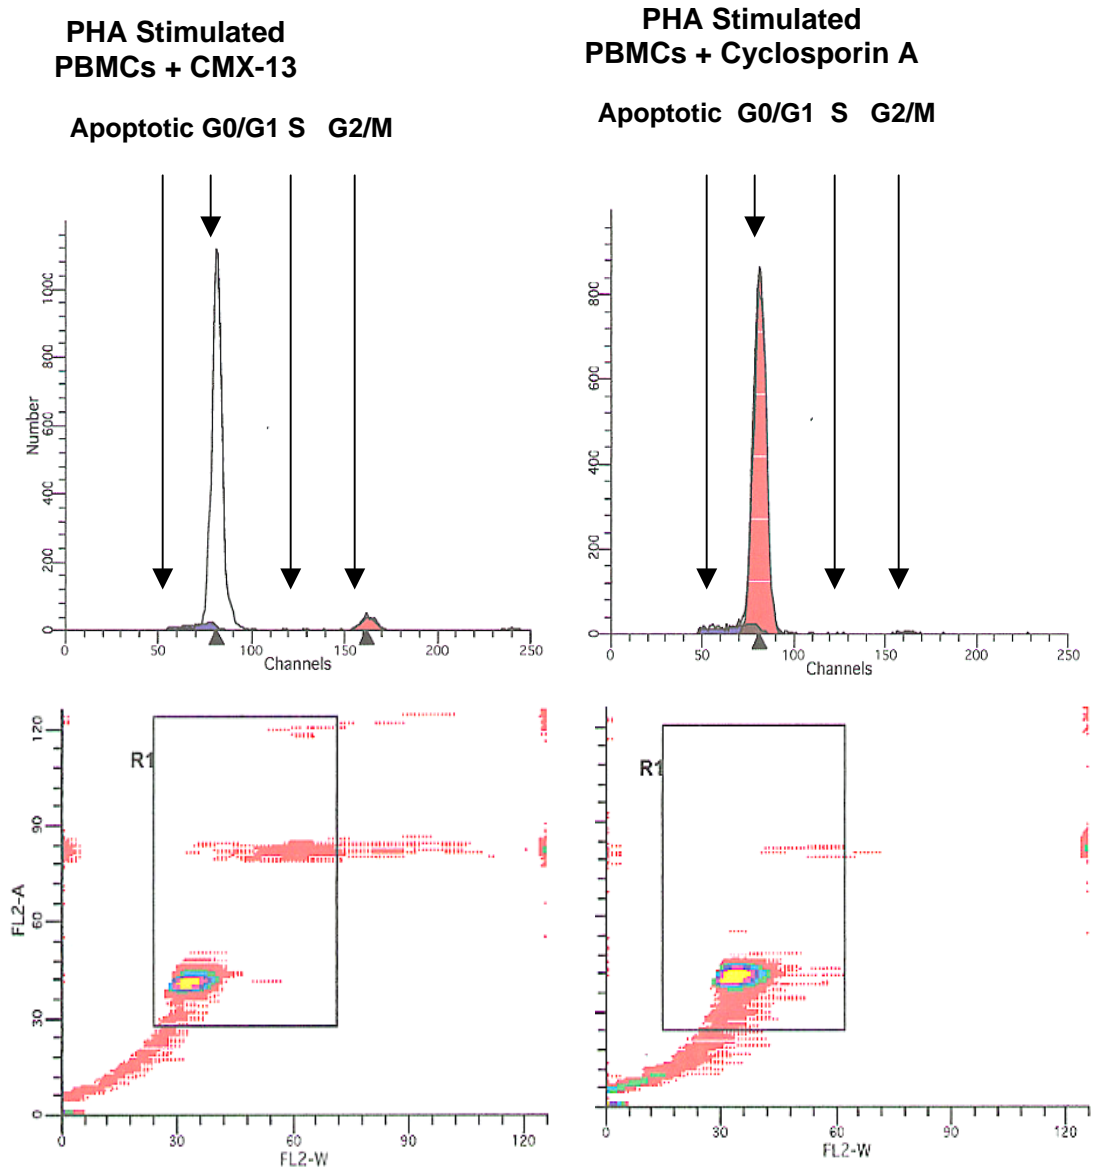 PHA Stimulated
PBMCs + CMX-13
Apoptotic G0/G1 S G2/M
1000
800
600
400
200
0
Number
0 50 100 150 200 250
Channels
PHA Stimulated
PBMCs + Cyclosporin A
Apoptotic G0/G1 S G2/M
800
600
400
200
0
0 50 100 150 200 250
Channels
120
90
60
30
0
FL2-A
R1
0 30 60 90 120
FL2-W
R1
0 30 60 90 120
FL2-W